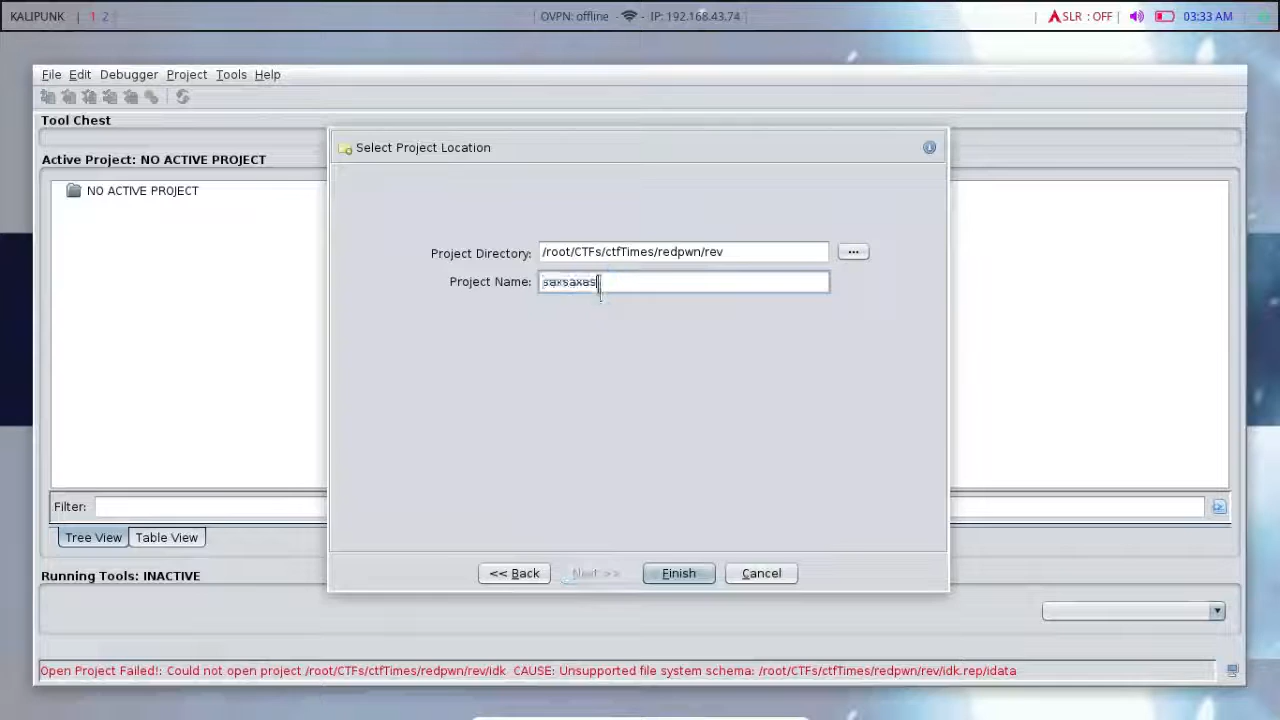 KALIPUNK | 1 2
OVPN: offline - IP: 192.168.43.74
SLR : OFF 03:33 AM
File Edit Debugger Project Tools Help
Tool Chest
Active Project: NO ACTIVE PROJECT
NO ACTIVE PROJECT
Select Project Location
Project Directory: /root/CTFs/ctfTimes/redpwn/rev ...
Project Name:
<< Back Next >> Finish Cancel
Filter:
Tree View Table View
Running Tools: INACTIVE
Open Project Failed!: Could not open project /root/CTFs/ctfTimes/redpwn/rev/idk CAUSE: Unsupported file system schema: /root/CTFs/ctfTimes/redpwn/rev/idk.rep/idata